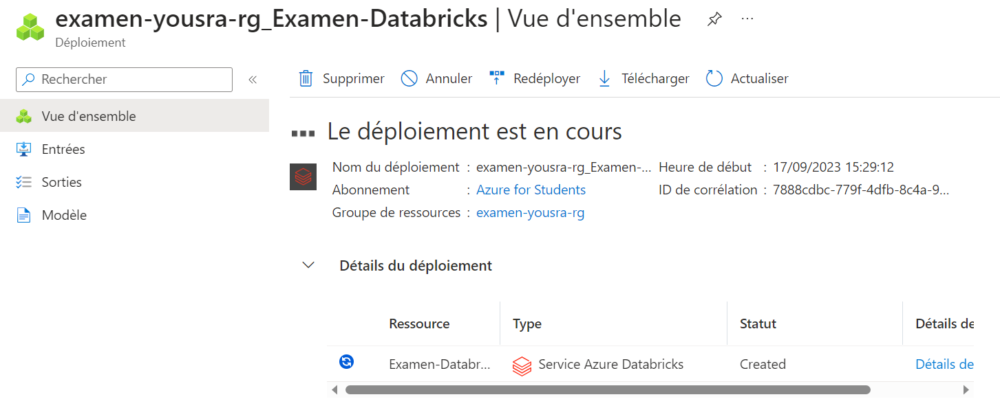 examen-yousra-rg_Examen-Databricks | Vue d'ensemble ...
Déploiement
Rechercher «
Supprimer Annuler Redéployer Télécharger Actualiser
Vue d'ensemble
Entrées
Sorties
Modèle
Le déploiement est en cours
Nom du déploiement : examen-yousra-rg_Examen-... Heure de début : 17/09/2023 15:29:12
Abonnement : Azure for Students ID de corrélation : 7888cdbc-779f-4dfb-8c4a-9...
Groupe de ressources : examen-yousra-rg
Détails du déploiement
Ressource Type Statut Détails de
Examen-Databr... Service Azure Databricks Created Détails de